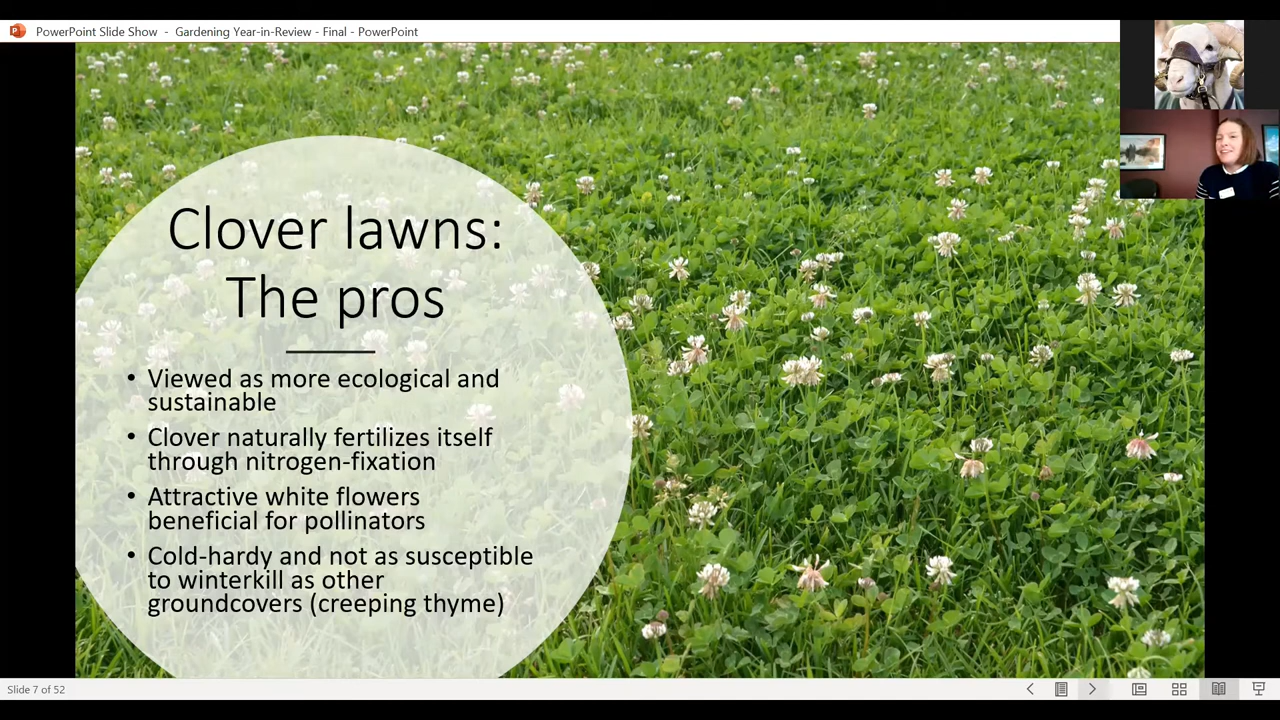 PowerPoint Slide Show - Gardening Year-in-Review - Final - PowerPoint
Clover lawns:
The pros
• Viewed as more ecological and
sustainable
• Clover naturally fertilizes itself
through nitrogen-fixation
• Attractive white flowers
beneficial for pollinators
• Cold-hardy and not as susceptible
to winterkill as other
groundcovers (creeping thyme)
Slide 7 of 52